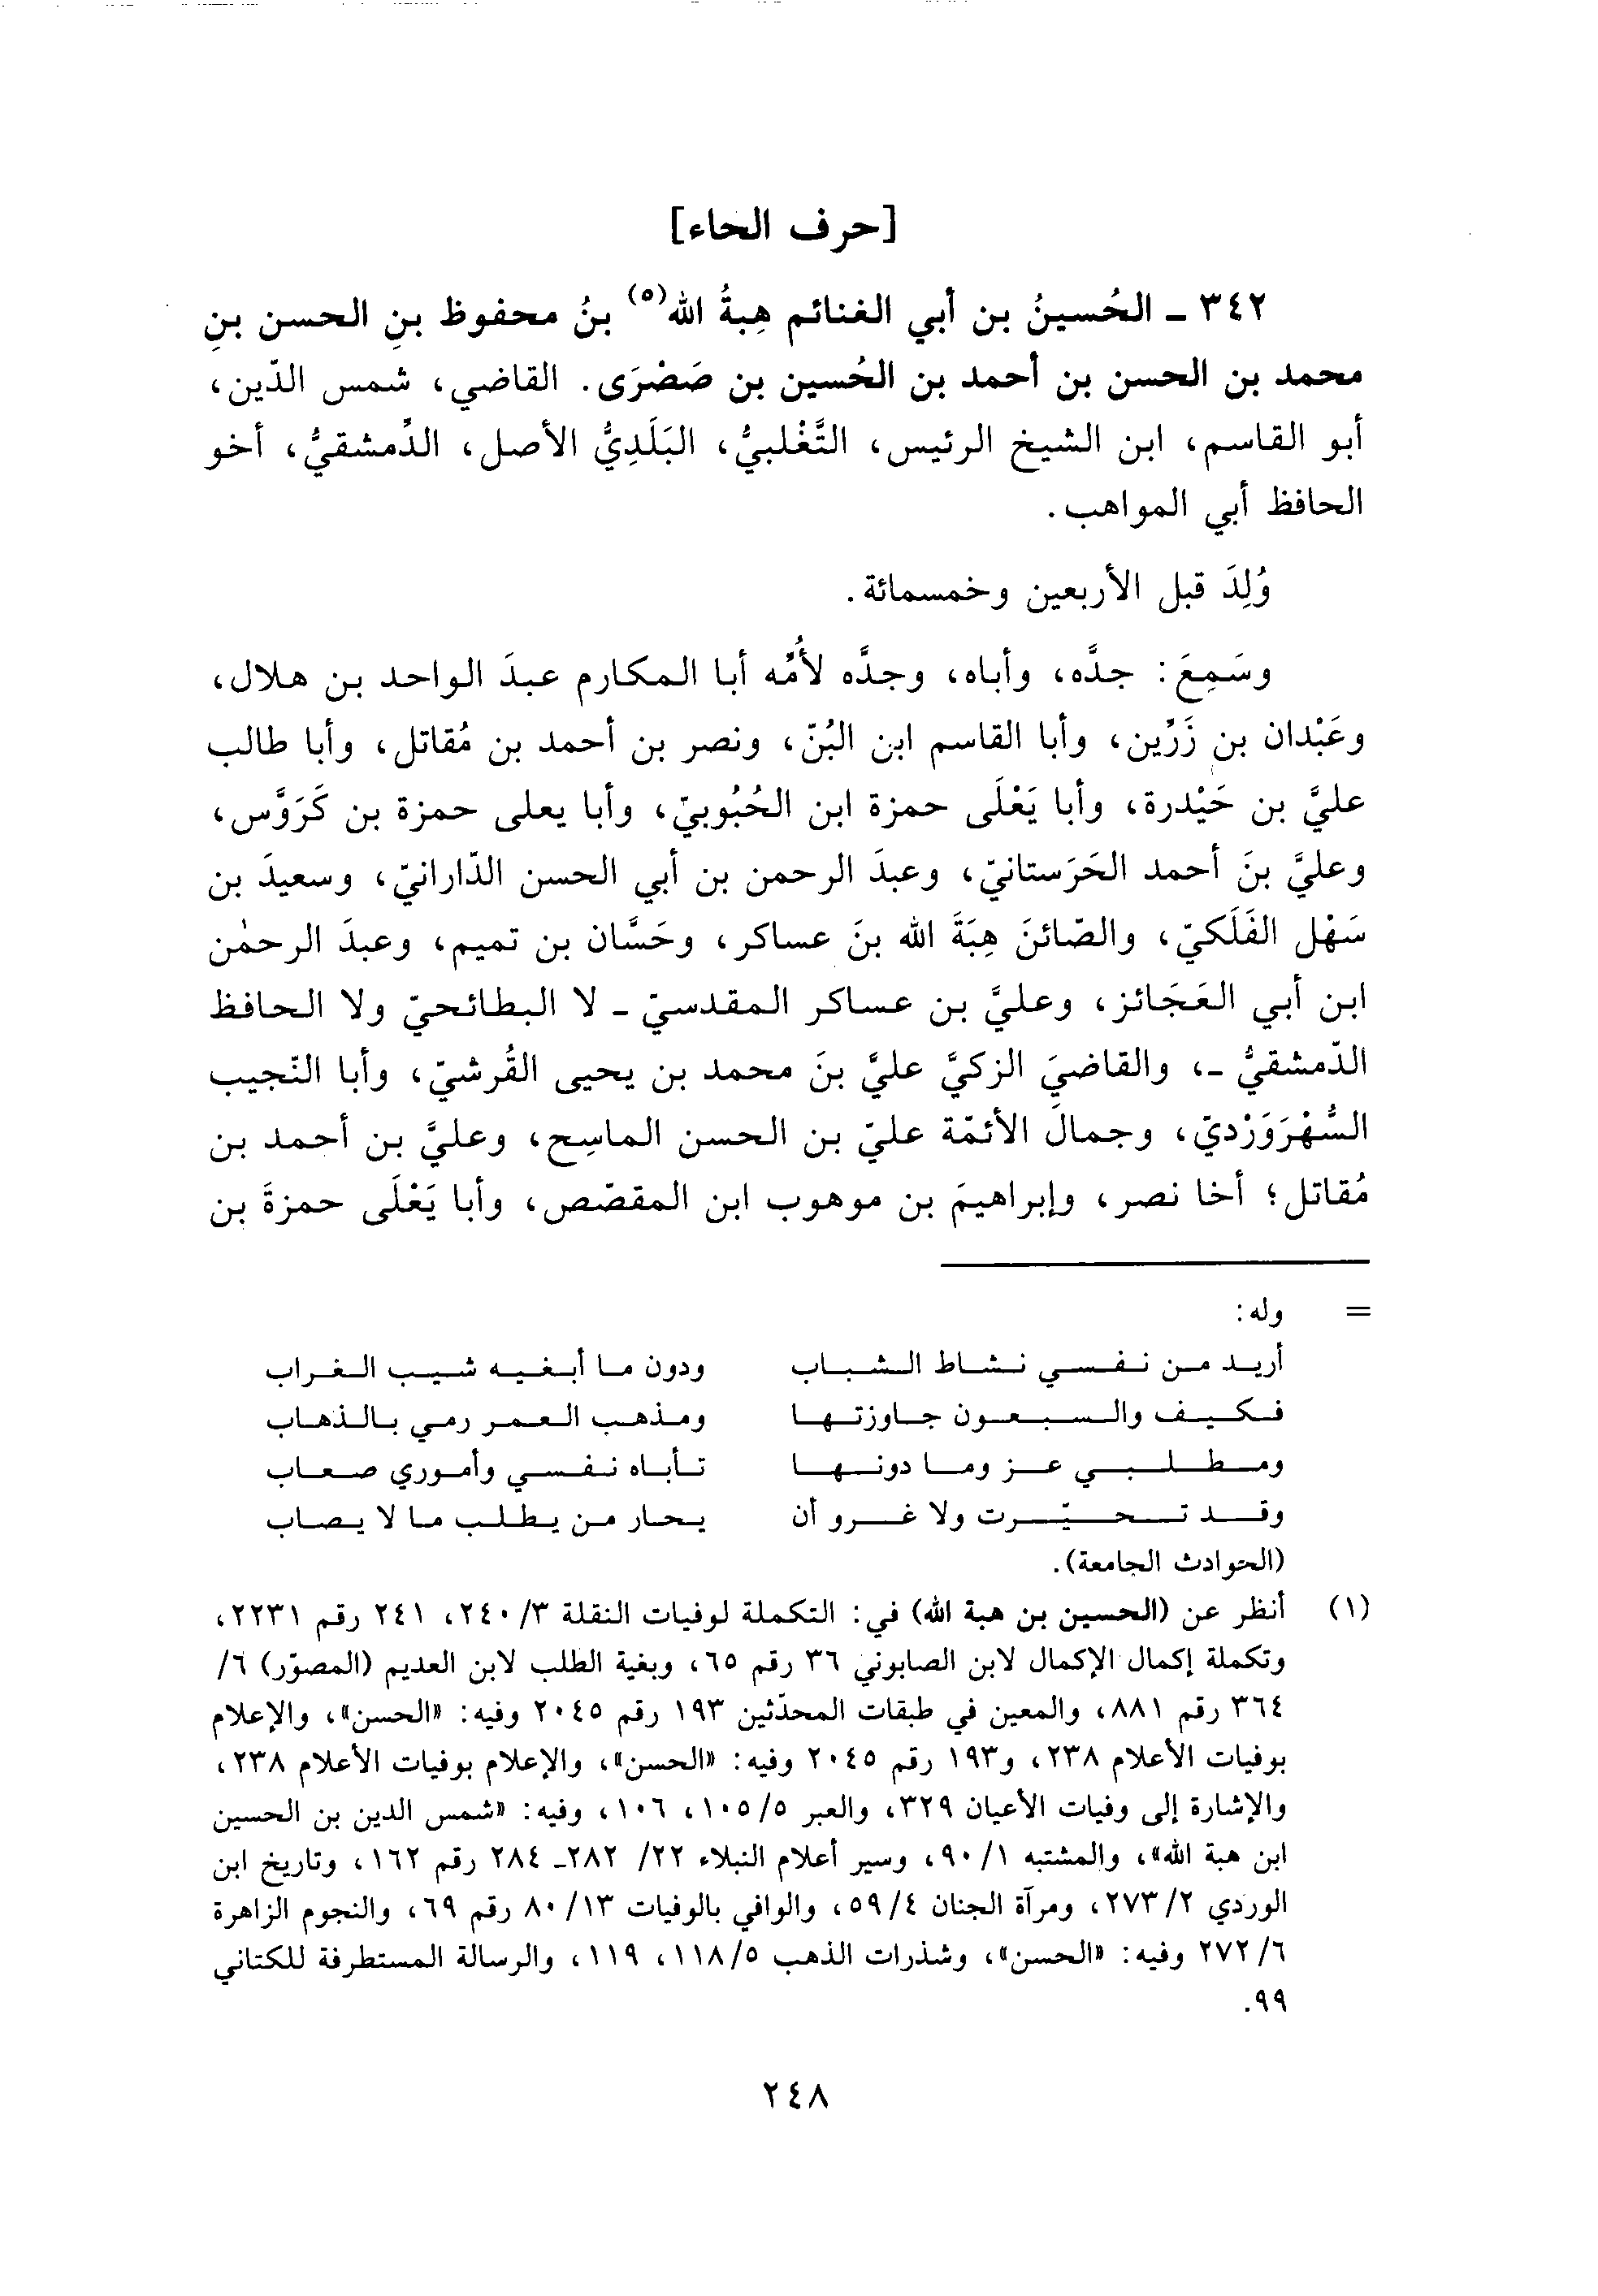 [حرف الحاء]
٣٤٢ - الحُسينُ بن أبي الغنائم هِبةُ الله(٥) بنُ محفوظ بنِ الحسن بنِ
محمد بن الحسن بن أحمد بن الحُسين بن صَصْرَى. القاضي، شمس الدّين،
أبو القاسم، ابن الشيخ الرئيس، التَّغْلبيُّ، البَلَدِيُّ الأصل، الدِّمشقيُّ، أخو
الحافظ أبي المواهب.
وُلِدَ قبل الأربعين وخمسمائة.
وسَمِعَ: جدَّه، وأباه، وجدَّه لأُمِّه أبا المكارم عبدَ الواحد بن هلال،
وعَبْدان بن زَرِّين، وأبا القاسم ابن البُنّ، ونصر بن أحمد بن مُقاتل، وأبا طالب
عليَّ بن حَيْدرة، وأبا يَعْلَى حمزة ابن الحُبُوبيّ، وأبا يعلى حمزة بن كَرَوَّس،
وعليَّ بنَ أحمد الحَرَستانيّ، وعبدَ الرحمن بن أبي الحسن الدّارانيّ، وسعيدَ بن
سَهْل الفَلَكيّ، والصّائنَ هِبَةَ الله بنَ عساكر، وحَسَّان بن تميم، وعبدَ الرحمٰن
ابن أبي العَجَائز، وعليَّ بن عساكر المقدسيّ - لا البطائحيّ ولا الحافظ
الدّمشقيُّ -، والقاضيَ الزكيَّ عليَّ بنَ محمد بن يحيى القُرشيّ، وأبا النّجيب
السُّهْرَوَرْديّ، وجمالَ الأئمّة عليّ بن الحسن الماسِح، وعليَّ بن أحمد بن
مُقاتل؛ أخا نصر، وإبراهيمَ بن موهوب ابن المقصّص، وأبا يَعْلَى حمزةَ بن
= وله:
أريد من نفسي نشاط الشباب ودون ما أبغيه شيب الغراب
فكيف والسبعون جاوزتها ومذهب العمر رمي بالذهاب
ومطلبي عز وما دونها تأباه نفسي وأموري صعاب
وقد تحيّرت ولا غرو أن يحار من يطلب ما لا يصاب
(الحوادث الجامعة).
(١) أنظر عن (الحسين بن هبة الله) في: التكملة لوفيات النقلة ٣/٢٤٠، ٢٤١ رقم ٢٢٣١،
وتكملة إكمال الإكمال لابن الصابوني ٣٦ رقم ٦٥، وبغية الطلب لابن العديم (المصوّر) ٦/
٣٦٤ رقم ٨٨١، والمعين في طبقات المحدّثين ١٩٣ رقم ٢٠٤٥ وفيه: «الحسن»، والإعلام
بوفيات الأعلام ٢٣٨، و١٩٣ رقم ٢٠٤٥ وفيه: «الحسن»، والإعلام بوفيات الأعلام ٢٣٨،
والإشارة إلى وفيات الأعيان ٣٢٩، والعبر ٥/١٠٥، ١٠٦، وفيه: «شمس الدين بن الحسين
ابن هبة الله»، والمشتبه ١/٩٠، وسير أعلام النبلاء ٢٢/ ٢٨٢-٢٨٤ رقم ١٦٢، وتاريخ ابن
الوردي ٢/٢٧٣، ومرآة الجنان ٤/٥٩، والوافي بالوفيات ١٣/٨٠ رقم ٦٩، والنجوم الزاهرة
٦/٢٧٢ وفيه: «الحسن»، وشذرات الذهب ٥/١١٨، ١١٩، والرسالة المستطرفة للكتاني
٩٩.
٢٤٨